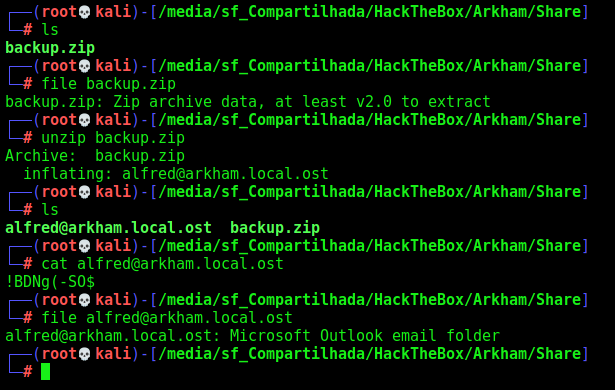 ┌──(root💀kali)-[/media/sf_Compartilhada/HackTheBox/Arkham/Share]
└─# ls
backup.zip
┌──(root💀kali)-[/media/sf_Compartilhada/HackTheBox/Arkham/Share]
└─# file backup.zip
backup.zip: Zip archive data, at least v2.0 to extract
┌──(root💀kali)-[/media/sf_Compartilhada/HackTheBox/Arkham/Share]
└─# unzip backup.zip
Archive:  backup.zip
  inflating: alfred@arkham.local.ost
┌──(root💀kali)-[/media/sf_Compartilhada/HackTheBox/Arkham/Share]
└─# ls
alfred@arkham.local.ost  backup.zip
┌──(root💀kali)-[/media/sf_Compartilhada/HackTheBox/Arkham/Share]
└─# cat alfred@arkham.local.ost
!BDNg(-SO$
┌──(root💀kali)-[/media/sf_Compartilhada/HackTheBox/Arkham/Share]
└─# file alfred@arkham.local.ost
alfred@arkham.local.ost: Microsoft Outlook email folder
┌──(root💀kali)-[/media/sf_Compartilhada/HackTheBox/Arkham/Share]
└─#